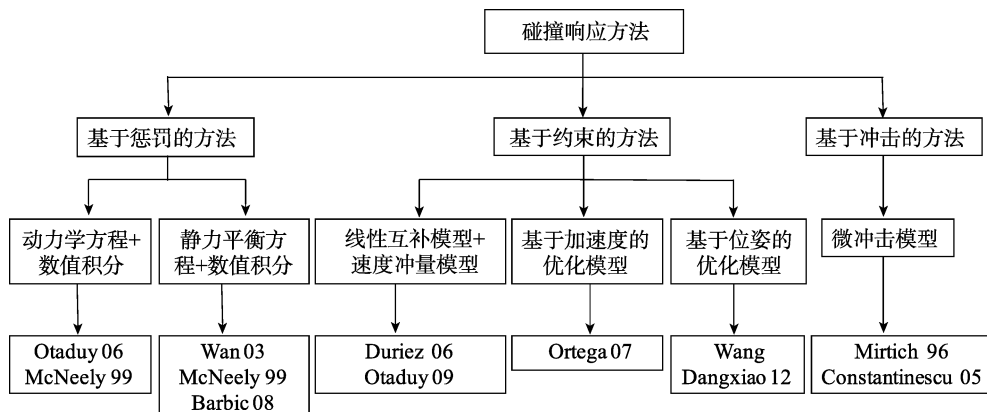 碰撞响应方法
基于惩罚的方法
基于约束的方法
基于冲击的方法
动力学方程+
数值积分
静力平衡方
程+数值积分
线性互补模型+
速度冲量模型
基于加速度的
优化模型
基于位姿的
优化模型
微冲击模型
Otaduy 06
McNeely 99
Wan 03
McNeely 99
Barbic 08
Duriez 06
Otaduy 09
Ortega 07
Wang
Dangxiao 12
Mirtich 96
Constantinescu 05